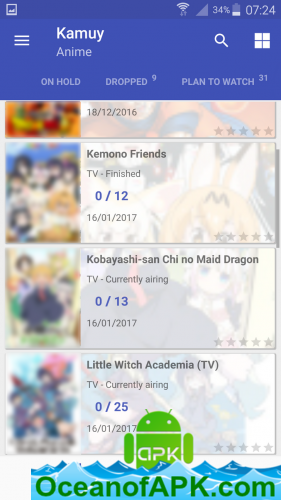 34% 07:24
Kamuy
Anime
ON HOLD DROPPED 9 PLAN TO WATCH 31
18/12/2016
Kemono Friends
TV - Finished
0 / 12
16/01/2017
Kobayashi-san Chi no Maid Dragon
TV - Currently airing
0 / 13
16/01/2017
Little Witch Academia (TV)
TV - Currently airing
0 / 25
16/01/2017
APK
OceanofAPK.com